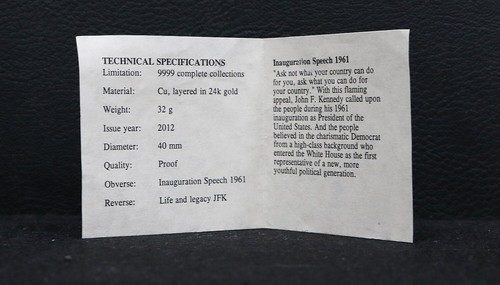 TECHNICAL SPECIFICATIONS
Limitation: 9999 complete collections
Material: Cu, layered in 24k gold
Weight: 32 g
Issue year: 2012
Diameter: 40 mm
Quality: Proof
Obverse: Inauguration Speech 1961
Reverse: Life and legacy JFK
Inauguration Speech 1961
"Ask not what your country can do
for you, ask what you can do for
your country." With this flaming
appeal, John F. Kennedy called upon
the people during his 1961
inauguration as President of the
United States. And the people
believed in the charismatic Democrat
from a high-class background who
entered the White House as the first
representative of a new, more
youthful political generation.